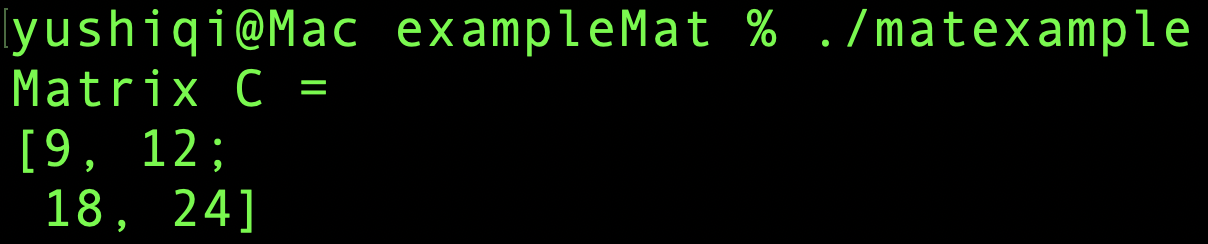 [yushiqi@Mac exampleMat % ./matexample
Matrix C =
[9, 12;
 18, 24]